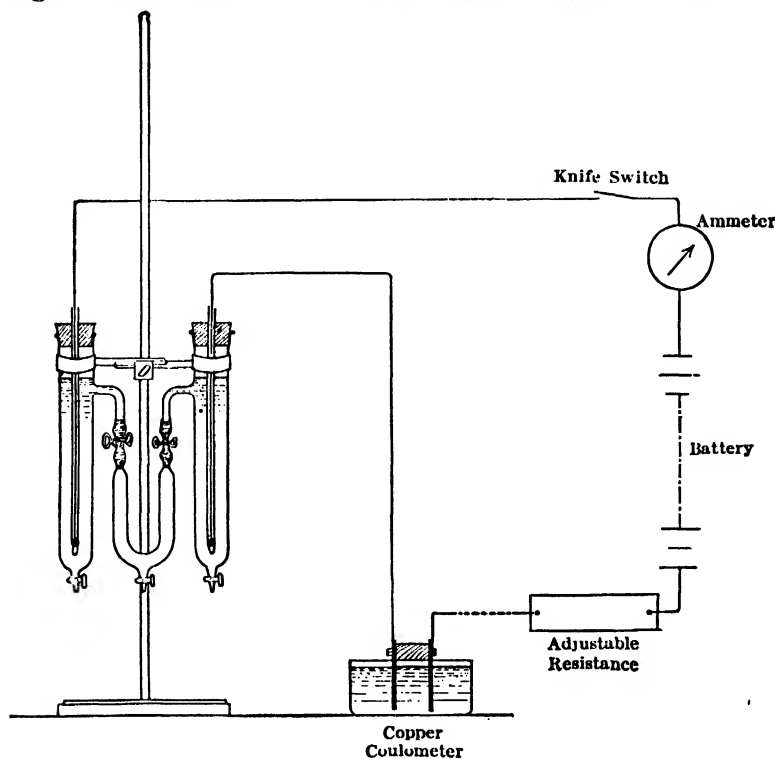 Knife Switch
Ammeter
Battery
Adjustable
Resistance
Copper
Coulometer